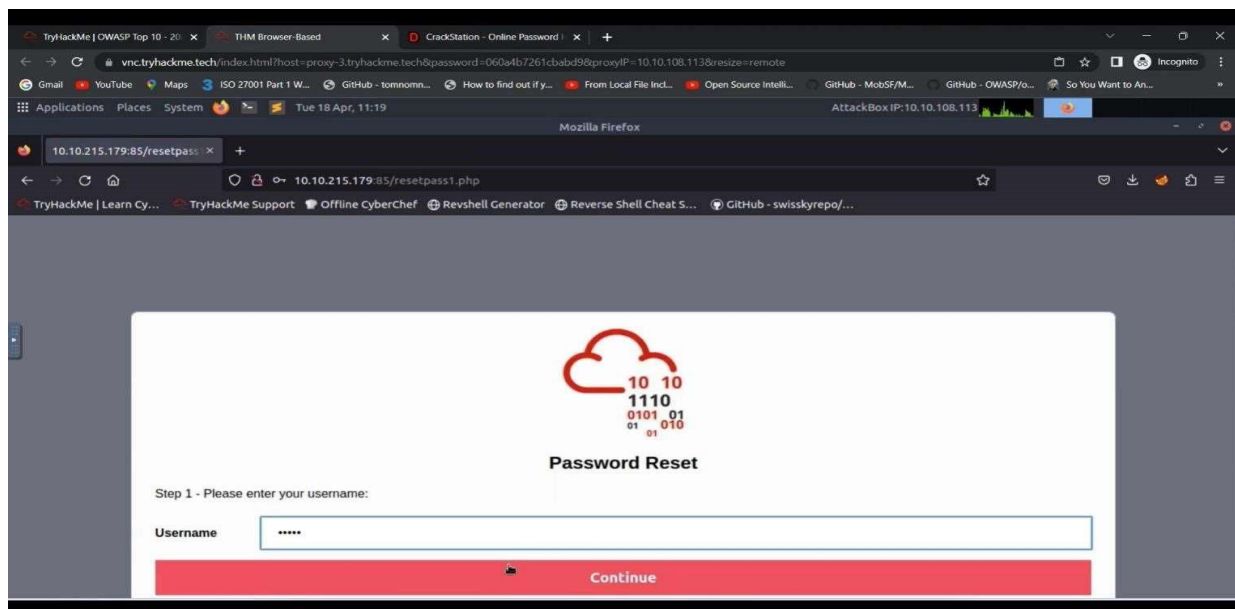 TryHackMe | OWASP Top 10 - 20 THM Browser-Based CrackStation - Online Password
vnc.tryhackme.tech/index.html?host=proxy-3.tryhackme.tech&password=060a4b7261cbabd9&proxyIP=10.10.108.113&resize=remote Incognito
Gmail YouTube Maps ISO 27001 Part 1 W... GitHub - tomnomn... How to find out if y... From Local File Incl... Open Source Intelli... GitHub - MobSF/M... GitHub - OWASP/o... So You Want to An...
Applications Places System Tue 18 Apr, 11:19 AttackBox IP:10.10.108.113
Mozilla Firefox
10.10.215.179:85/resetpass
10.10.215.179:85/resetpass1.php
TryHackMe | Learn Cy... TryHackMe Support Offline CyberChef Revshell Generator Reverse Shell Cheat S... GitHub - swisskyrepo/...
10 10
1110
0101 01
01 010
01
Password Reset
Step 1 - Please enter your username:
Username •••••
Continue